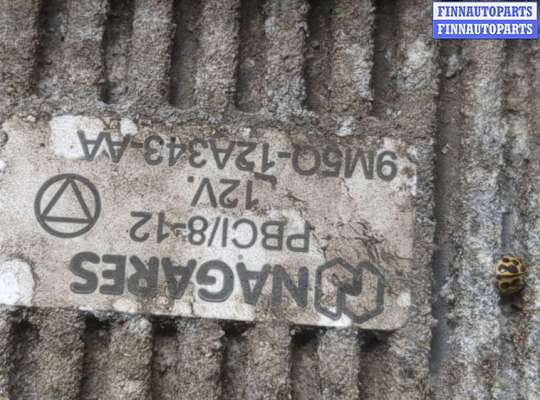 FINNAUTOPARTS
FINNAUTOPARTS
NAGARES
PBCI/8-12
12V.
9M5Q-12A343-AA